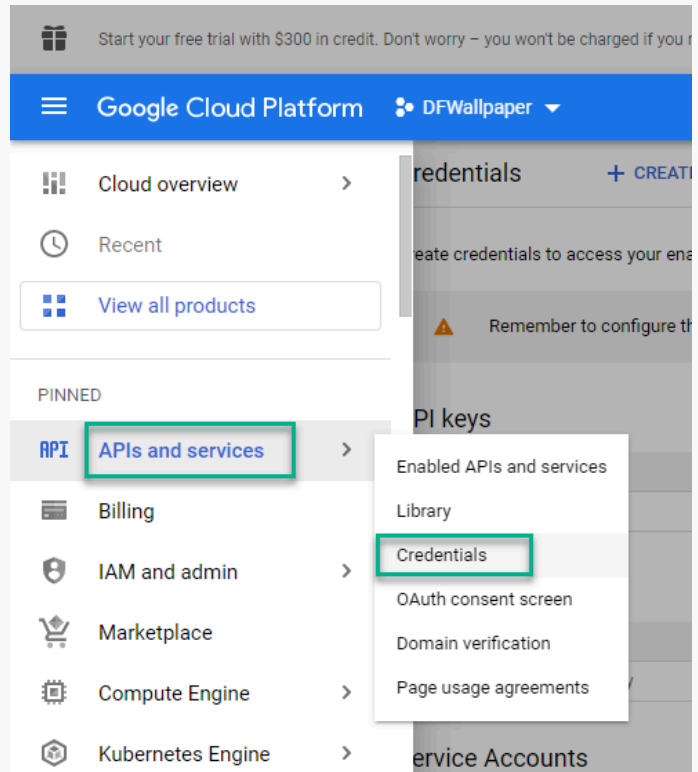 Start your free trial with $300 in credit. Don't worry – you won't be charged if you
Google Cloud Platform
DFWallpaper
Cloud overview
redentials
+ CREAT
Recent
eate credentials to access your ena
View all products
Remember to configure th
PINNED
PI keys
API
APIs and services
Enabled APIs and services
Billing
Library
Credentials
IAM and admin
OAuth consent screen
Marketplace
Domain verification
Compute Engine
Page usage agreements
Kubernetes Engine
ervice Accounts